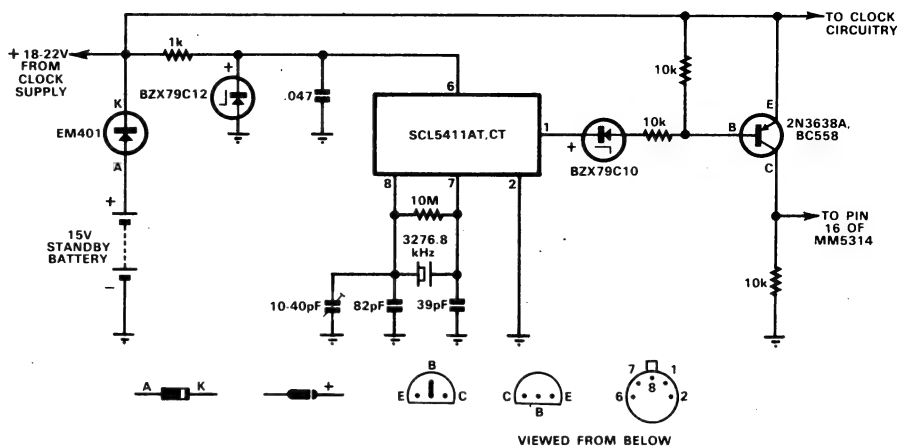 TO CLOCK
CIRCUITRY
+ 18-22V
FROM
CLOCK
SUPPLY
1k
K
EM401
A
+
15V
STANDBY
BATTERY
−
+
BZX79C12
.047
6
SCL5411AT,CT
1
8
7
2
10M
3276.8
kHz
10-40pF
82pF
39pF
+
BZX79C10
10k
10k
B
E
C
2N3638A,
BC558
TO PIN
16 OF
MM5314
10k
A
K
+
B
E
C
C
B
E
7
1
8
6
2
VIEWED FROM BELOW